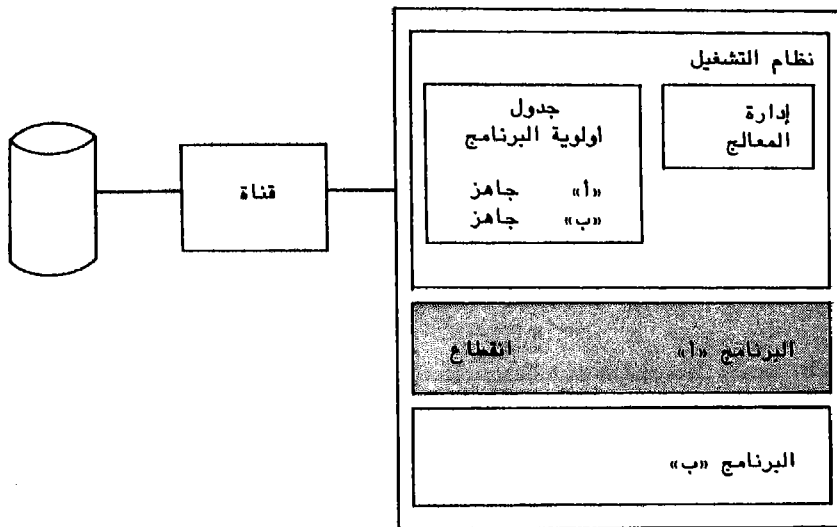 نظام التشغيل
إدارة
المعالج
جدول
اولوية البرنامج
«أ» جاهز
«ب» جاهز
قناة
البرنامج «أ» انقطاع
البرنامج «ب»